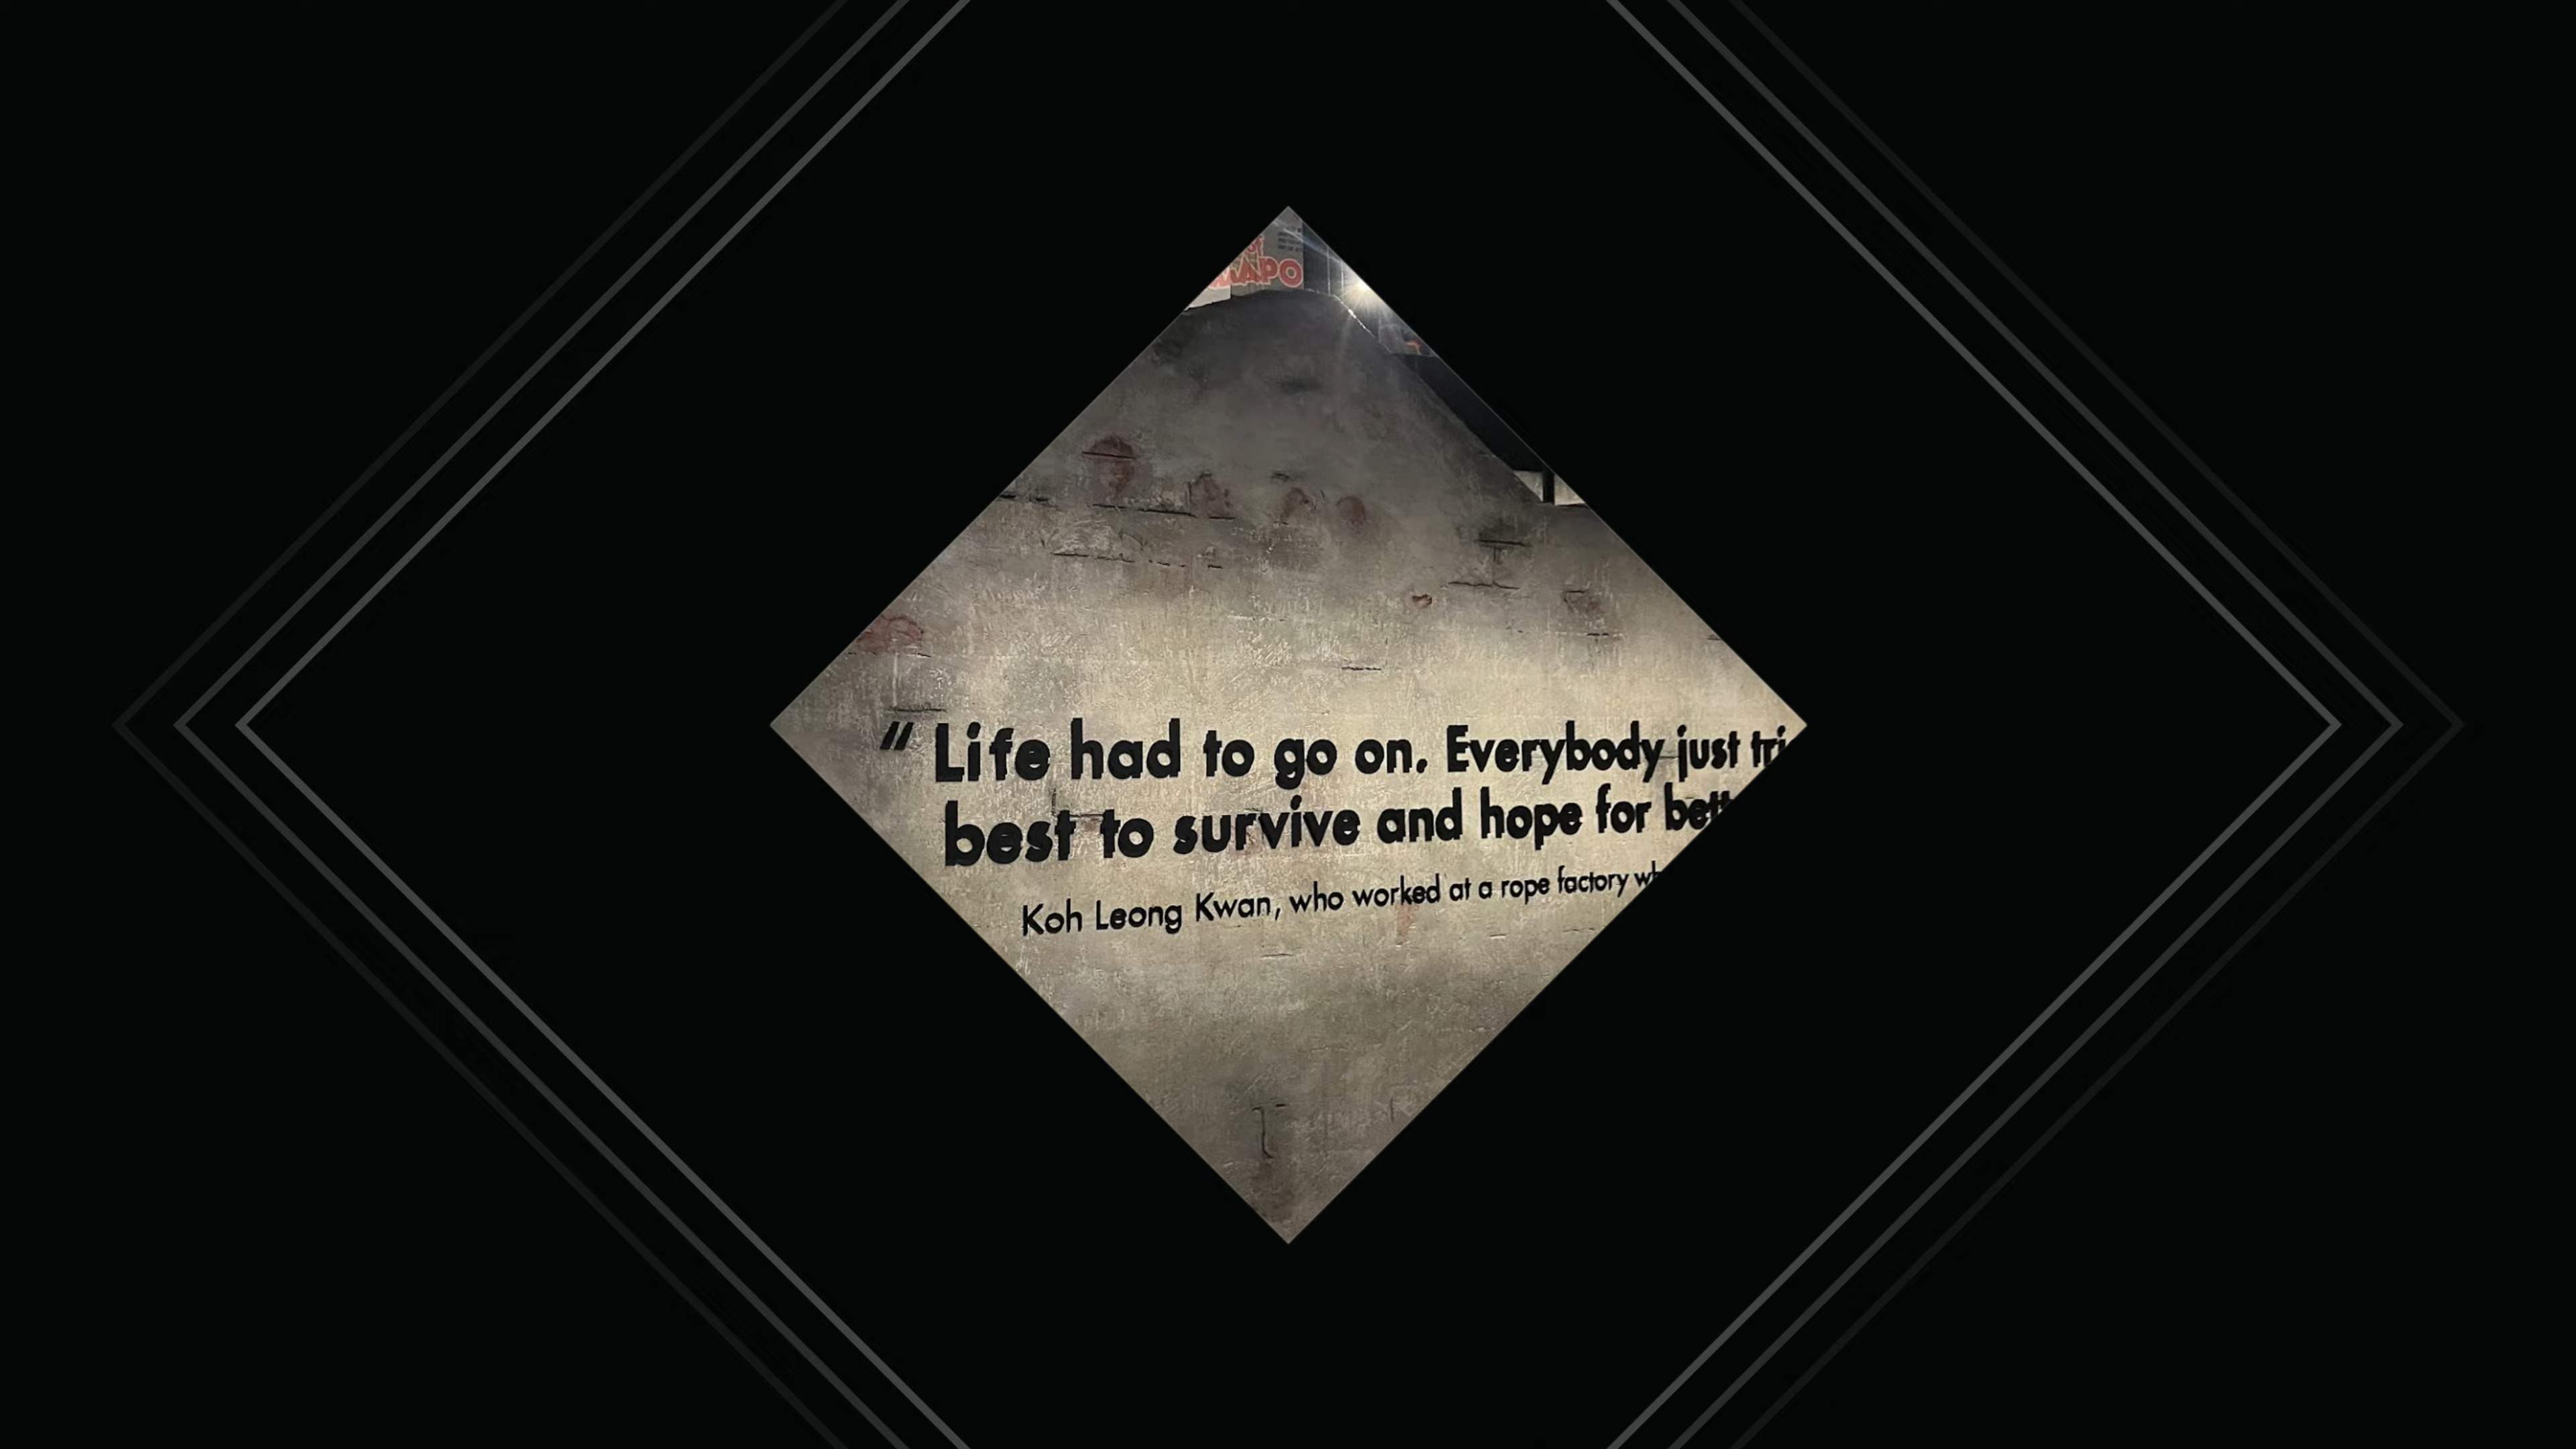 “ Life had to go on. Everybody just
best to survive and hope for
Koh Leong Kwan, who worked at a rope factory